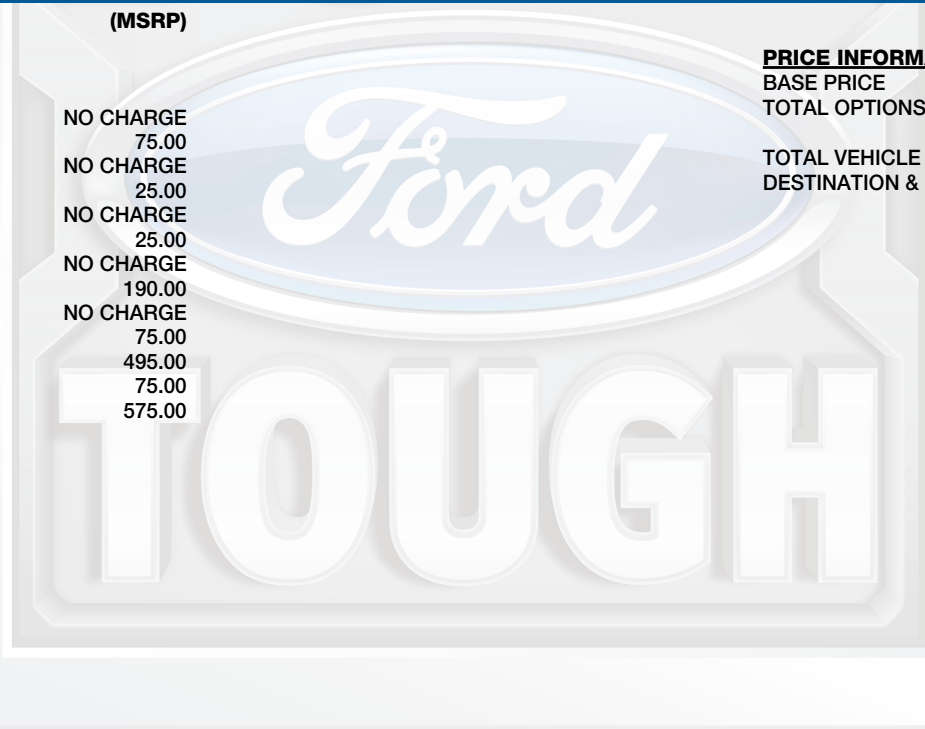 (MSRP)
NO CHARGE
75.00
NO CHARGE
25.00
NO CHARGE
25.00
NO CHARGE
190.00
NO CHARGE
75.00
495.00
75.00
575.00
PRICE INFORMA
BASE PRICE
TOTAL OPTIONS
TOTAL VEHICLE
DESTINATION &
Ford
TOUGH